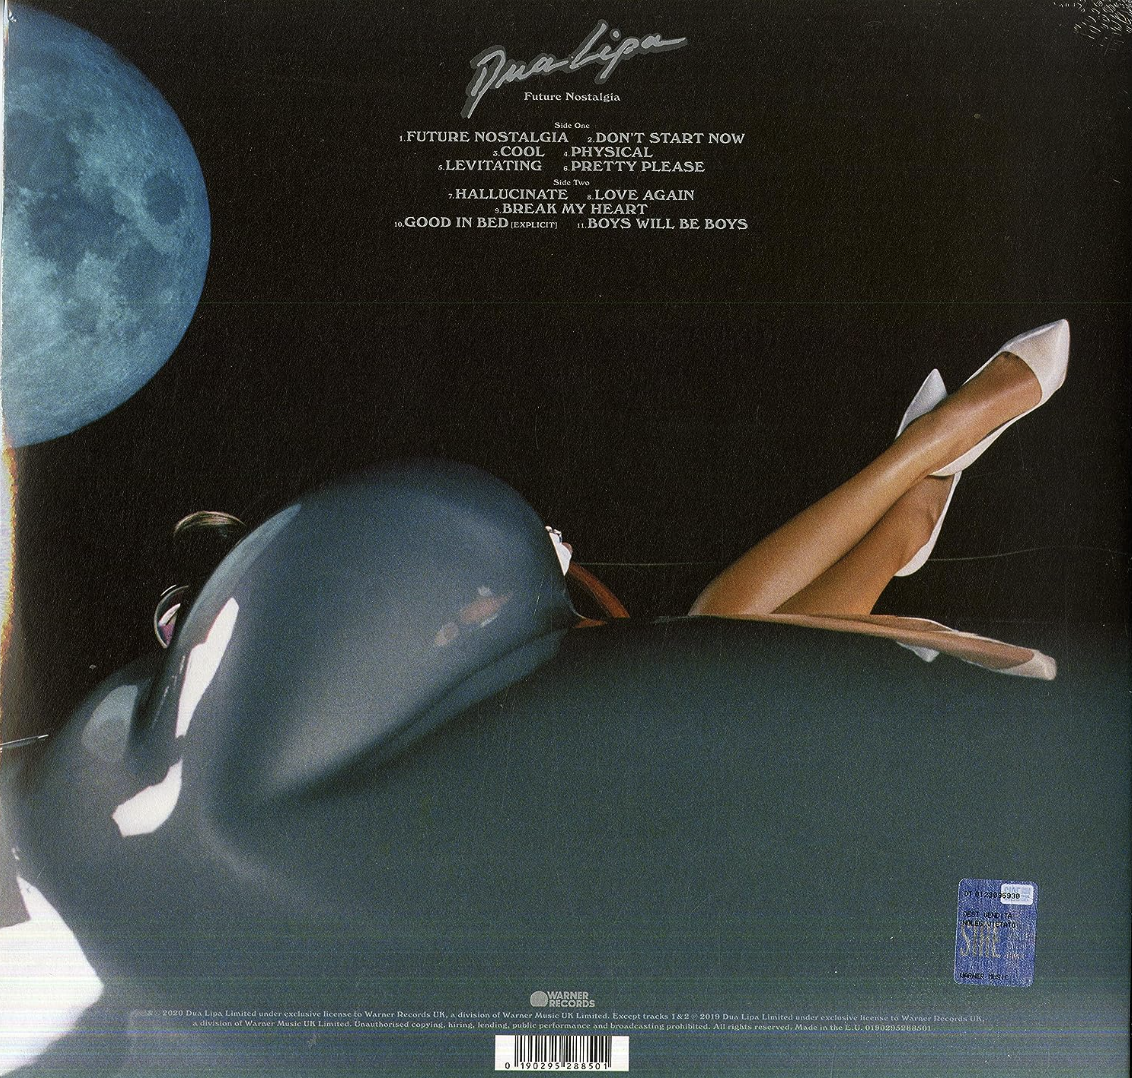 Dua Lipa
Future Nostalgia
Side One
1. FUTURE NOSTALGIA 2. DON'T START NOW
3. COOL 4. PHYSICAL
5. LEVITATING 6. PRETTY PLEASE
Side Two
7. HALLUCINATE 8. LOVE AGAIN
9. BREAK MY HEART
10. GOOD IN BED [EXPLICIT] 11. BOYS WILL BE BOYS
SIAE
WARNER MUSIC
WARNER
RECORDS
2020 Dua Lipa Limited under exclusive license to Warner Records UK, a division of Warner Music UK Limited. Except tracks 1&2 ℗ 2019 Dua Lipa Limited under exclusive license to Warner Records UK,
a division of Warner Music UK Limited. Unauthorised copying, hiring, lending, public performance and broadcasting prohibited. All rights reserved. Made in the E.U. 0190295288501
0 190295 288501